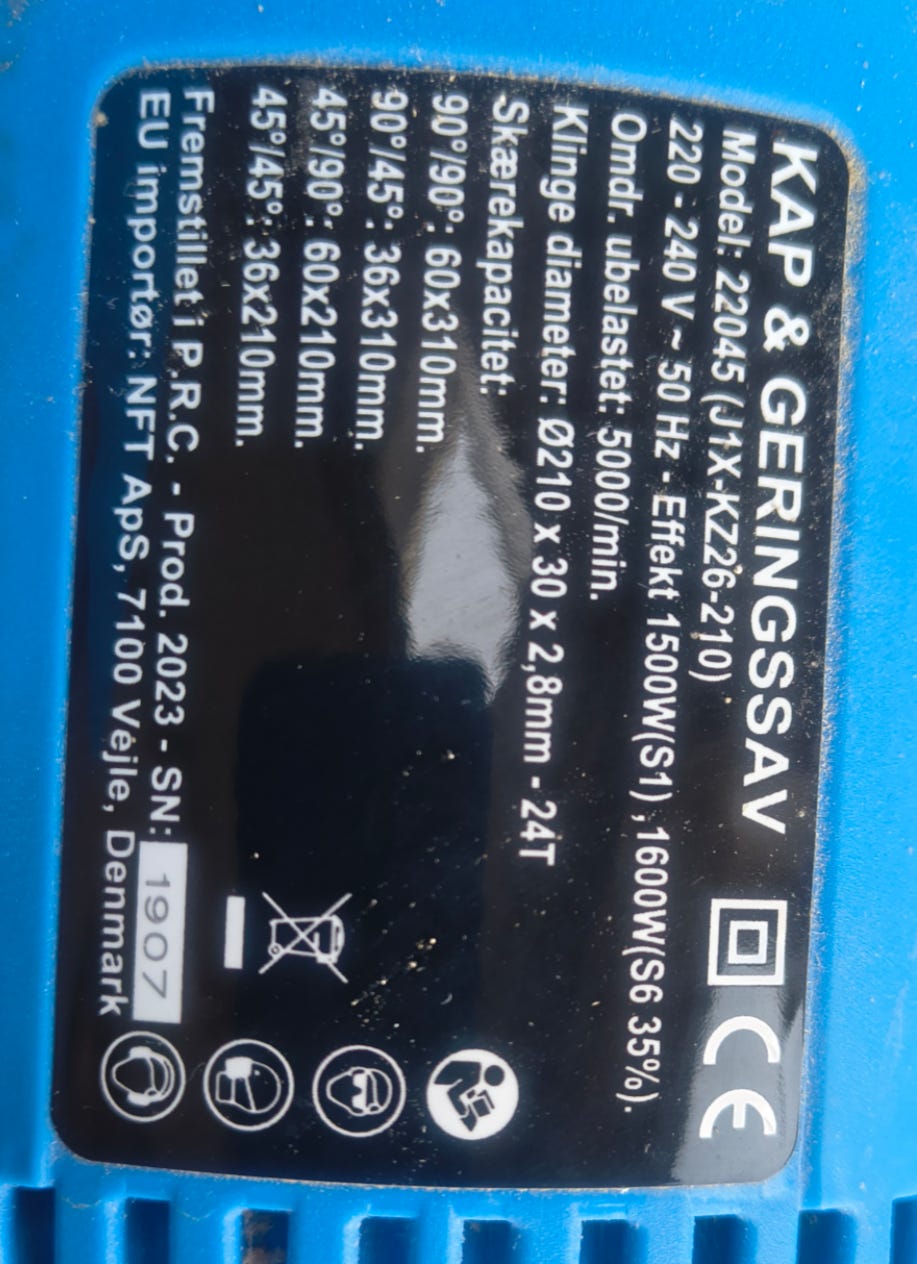 KAP & GERINGSSAV
Model: 22045 (J1X-KZ26-210)
220 - 240 V ~ 50 Hz - Effekt 1500W(S1) ,1600W(S6 35%).
Omdr. ubelastet: 5000/min.
Klinge diameter: Ø210 x 30 x 2,8mm - 24T
Skærekapacitet:
90°/90°: 60x310mm.
90°/45°: 36x310mm.
45°/90°: 60x210mm.
45°/45°: 36x210mm.
Fremstillet i P.R.C. - Prod. 2023 - SN: 1907
EU importør: NFT ApS, 7100 Vejle, Denmark
CE